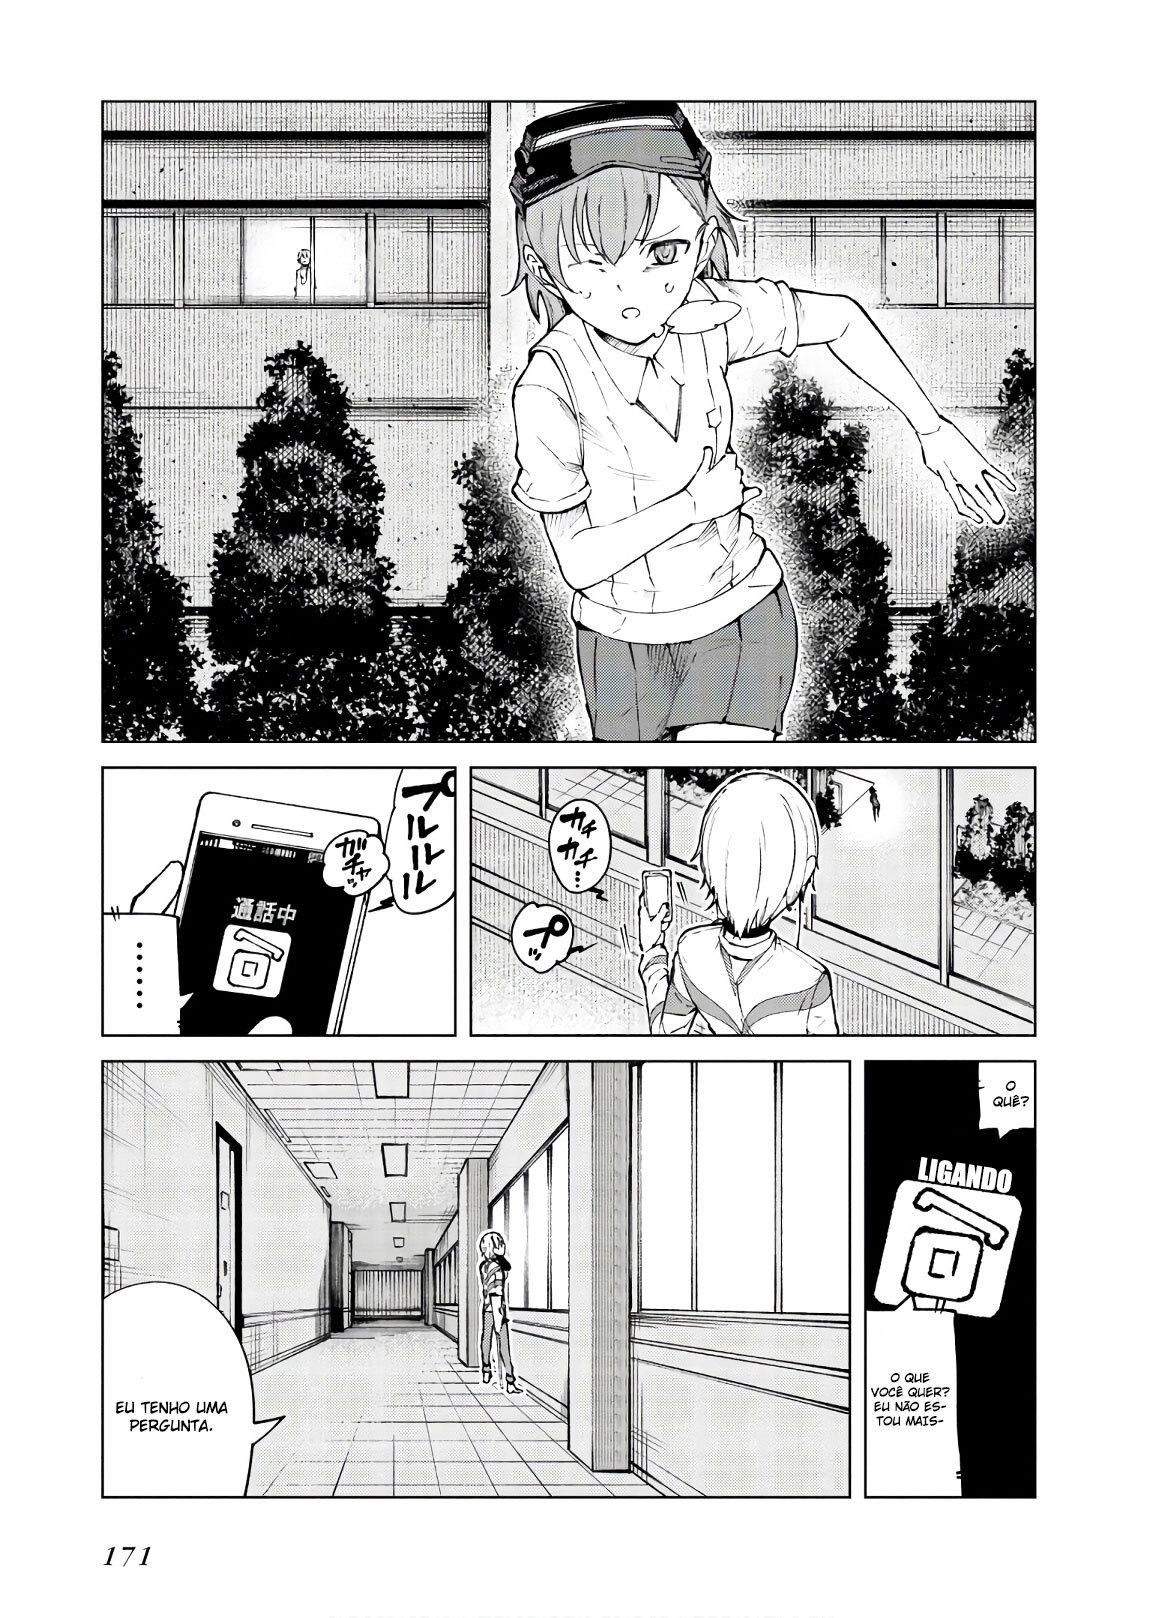 カチ
カチ…
ピ
プルルルル
ガチャッ
通話中
……
O
QUÊ?
LIGANDO
O QUE
VOCÊ QUER?
EU NÃO ES-
TOU MAIS-
EU TENHO UMA
PERGUNTA.
171